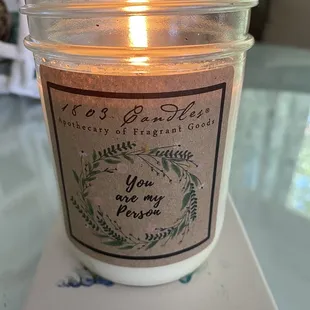 1803 Candles®
Apothecary of Fragrant Goods
You
are my
Person